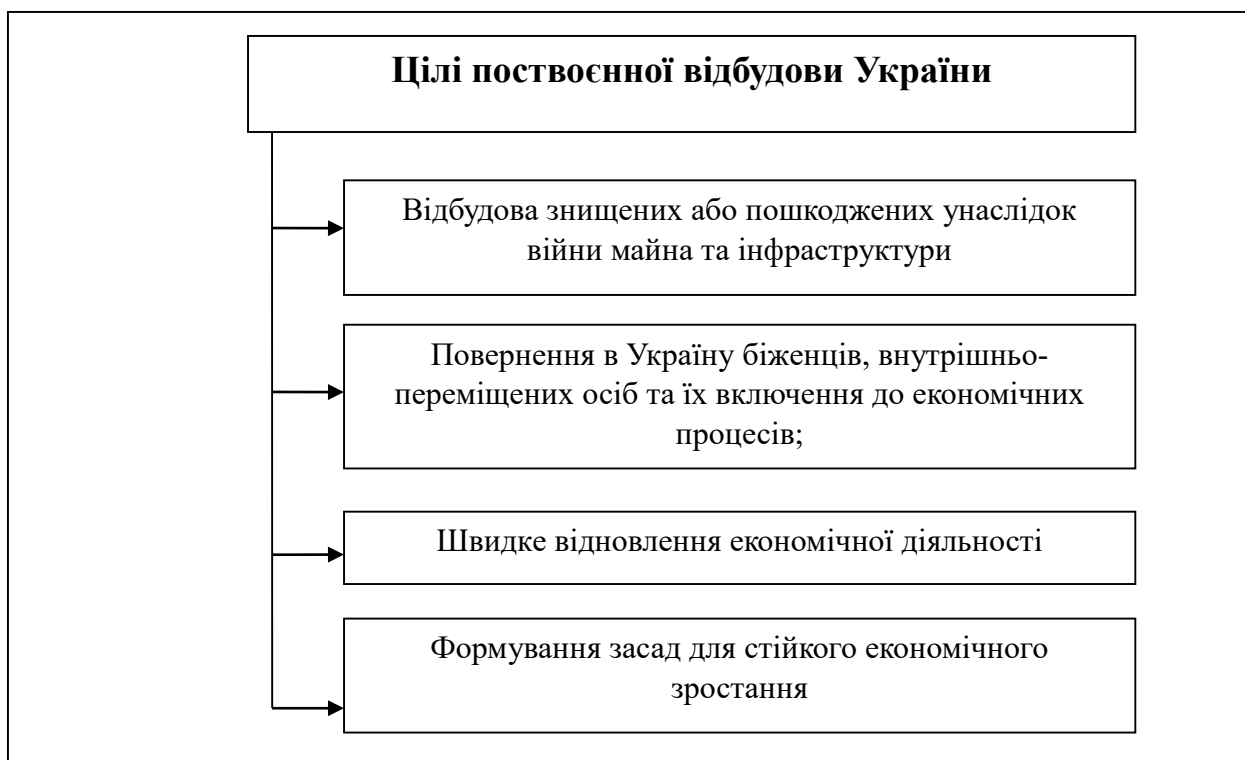 Цілі поствоєнної відбудови України
Відбудова знищених або пошкоджених унаслідок
війни майна та інфраструктури
Повернення в Україну біженців, внутрішньо-
переміщених осіб та їх включення до економічних
процесів;
Швидке відновлення економічної діяльності
Формування засад для стійкого економічного
зростання